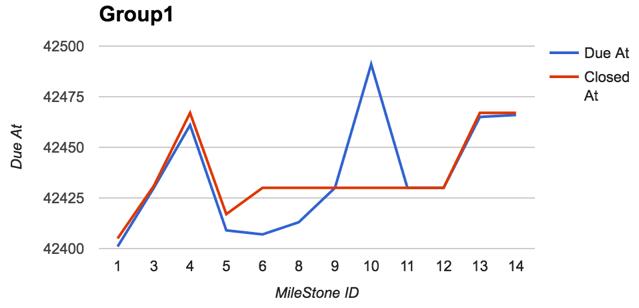 Group1
42500
42475
42450
42425
42400
Due At
1 3 4 5 6 8 9 10 11 12 13 14
MileStone ID
Due At
Closed
At